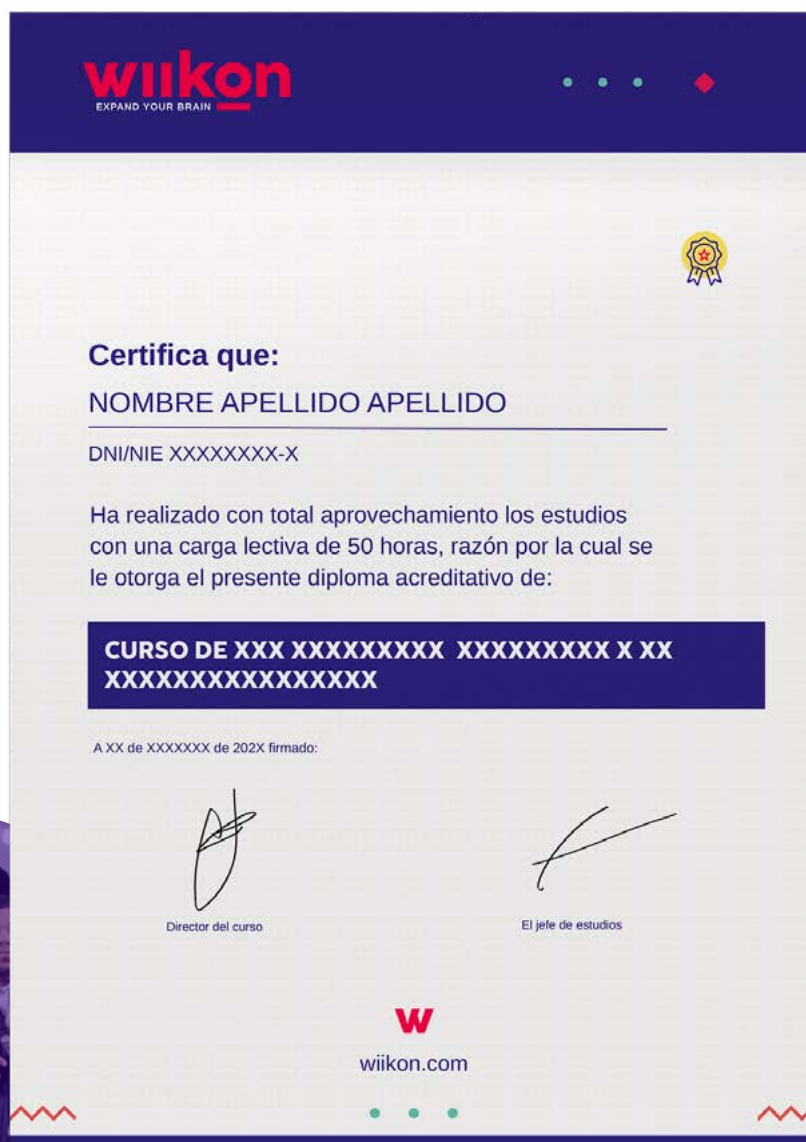 wiikon
EXPAND YOUR BRAIN
Certifica que:
NOMBRE APELLIDO APELLIDO
DNI/NIE XXXXXXXX-X
Ha realizado con total aprovechamiento los estudios
con una carga lectiva de 50 horas, razón por la cual se
le otorga el presente diploma acreditativo de:
CURSO DE XXX XXXXXXXXX XXXXXXXXX X XX
XXXXXXXXXXXXXXXX
A XX de XXXXXXX de 202X firmado:
Director del curso
El jefe de estudios
W
wiikon.com